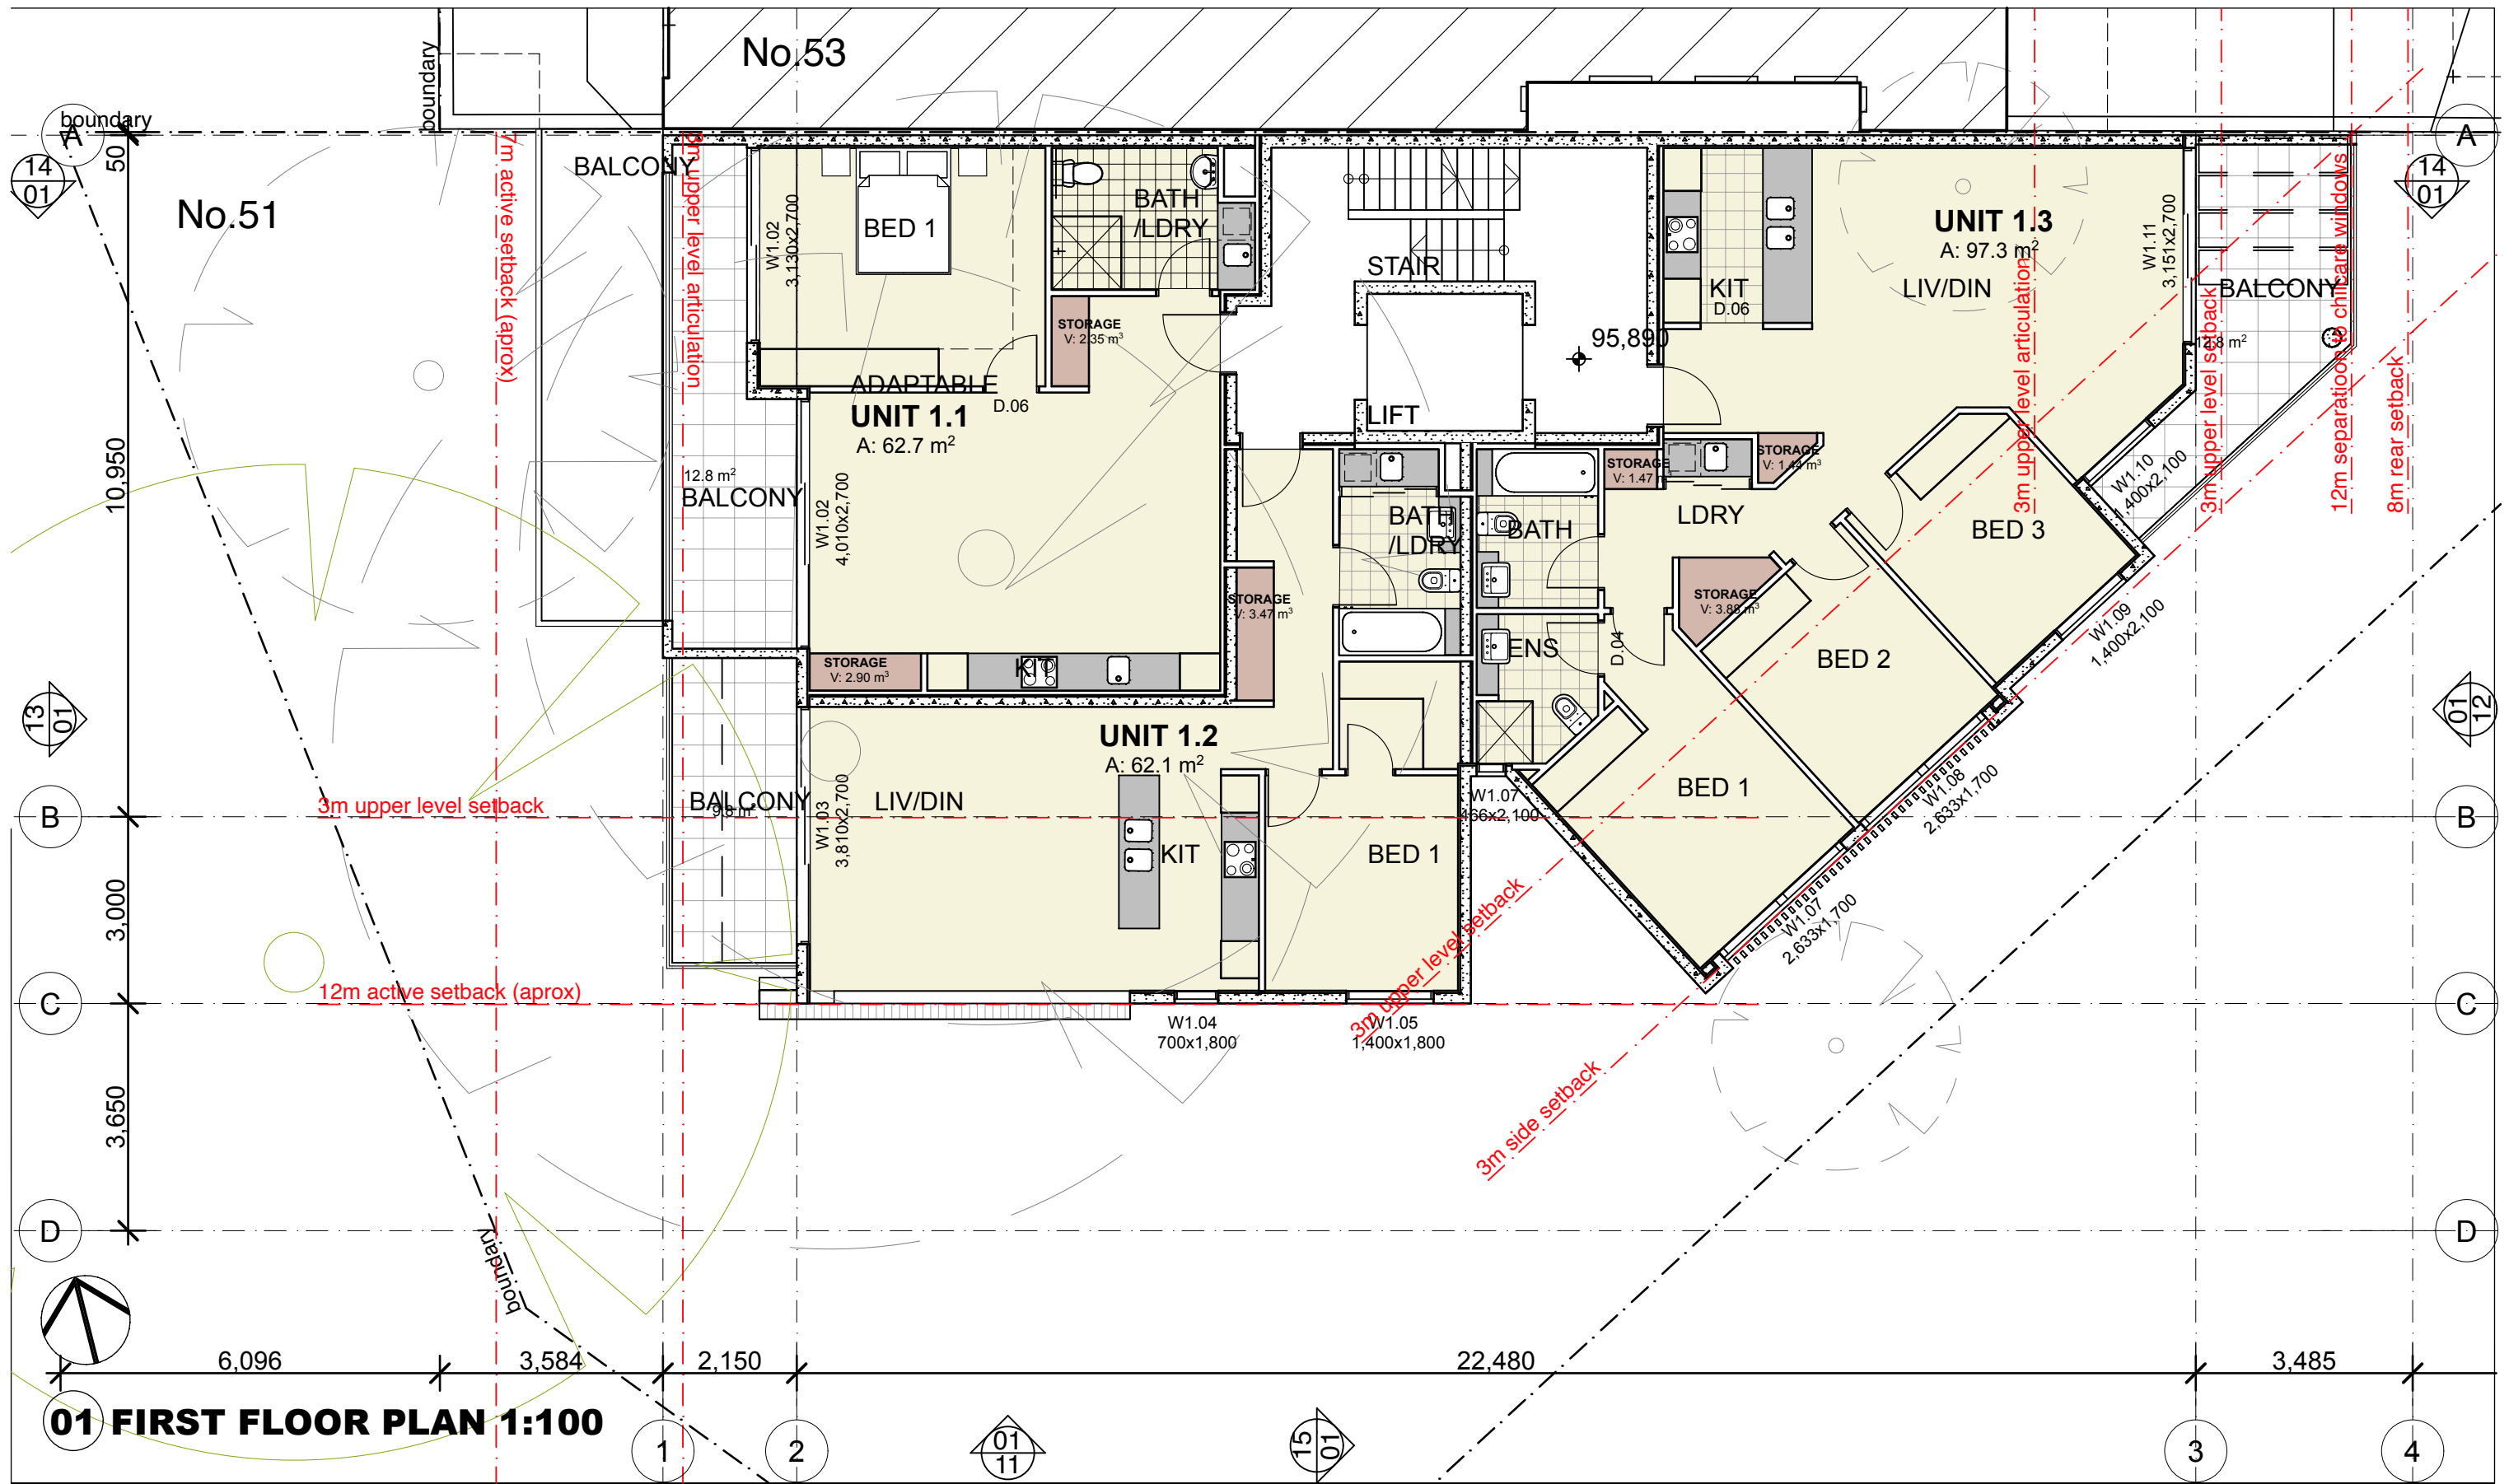 No.53
boundary
boundary
A
A
50
14
01
14
01
No.51
BALCONY
7m active setback (aprox)
3m upper level articulation
W1.02
3,130x2,700
BED 1
BATH
/LDRY
STAIR
UNIT 1.3
A: 97.3 m²
W1.11
3,151x2,700
KIT
D.06
LIV/DIN
BALCONY
12.8 m²
3m upper level articulation
3m upper level setback
12m separation to chilcare windows
8m rear setback
STORAGE
V: 2.35 m³
95,890
ADAPTABLE
UNIT 1.1
A: 62.7 m²
D.06
LIFT
10,950
12.8 m²
BALCONY
W1.02
4,010x2,700
BATH
/LDRY
BATH
STORAGE
V: 1.47 m³
STORAGE
V: 1.44 m³
LDRY
BED 3
W1.10
1,400x2,100
STORAGE
V: 3.47 m³
STORAGE
V: 2.90 m³
KIT
ENS
D.04
STORAGE
BED 2
W1.09
1,400x2,100
13
01
01
12
UNIT 1.2
A: 62.1 m²
B
3m upper level setback
BALCONY
9.8 m²
W1.03
3,810x2,700
LIV/DIN
KIT
BED 1
W1.07
BED 1
W1.08
2,633x1,700
B
3,000
W1.07
2,633x1,700
3m upper level setback
C
12m active setback (aprox)
C
W1.04
700x1,800
W1.05
1,400x1,800
3m side setback
3,650
D
D
boundary
6,096
3,584
2,150
22,480
3,485
01 FIRST FLOOR PLAN 1:100
1
2
01
11
15
01
3
4